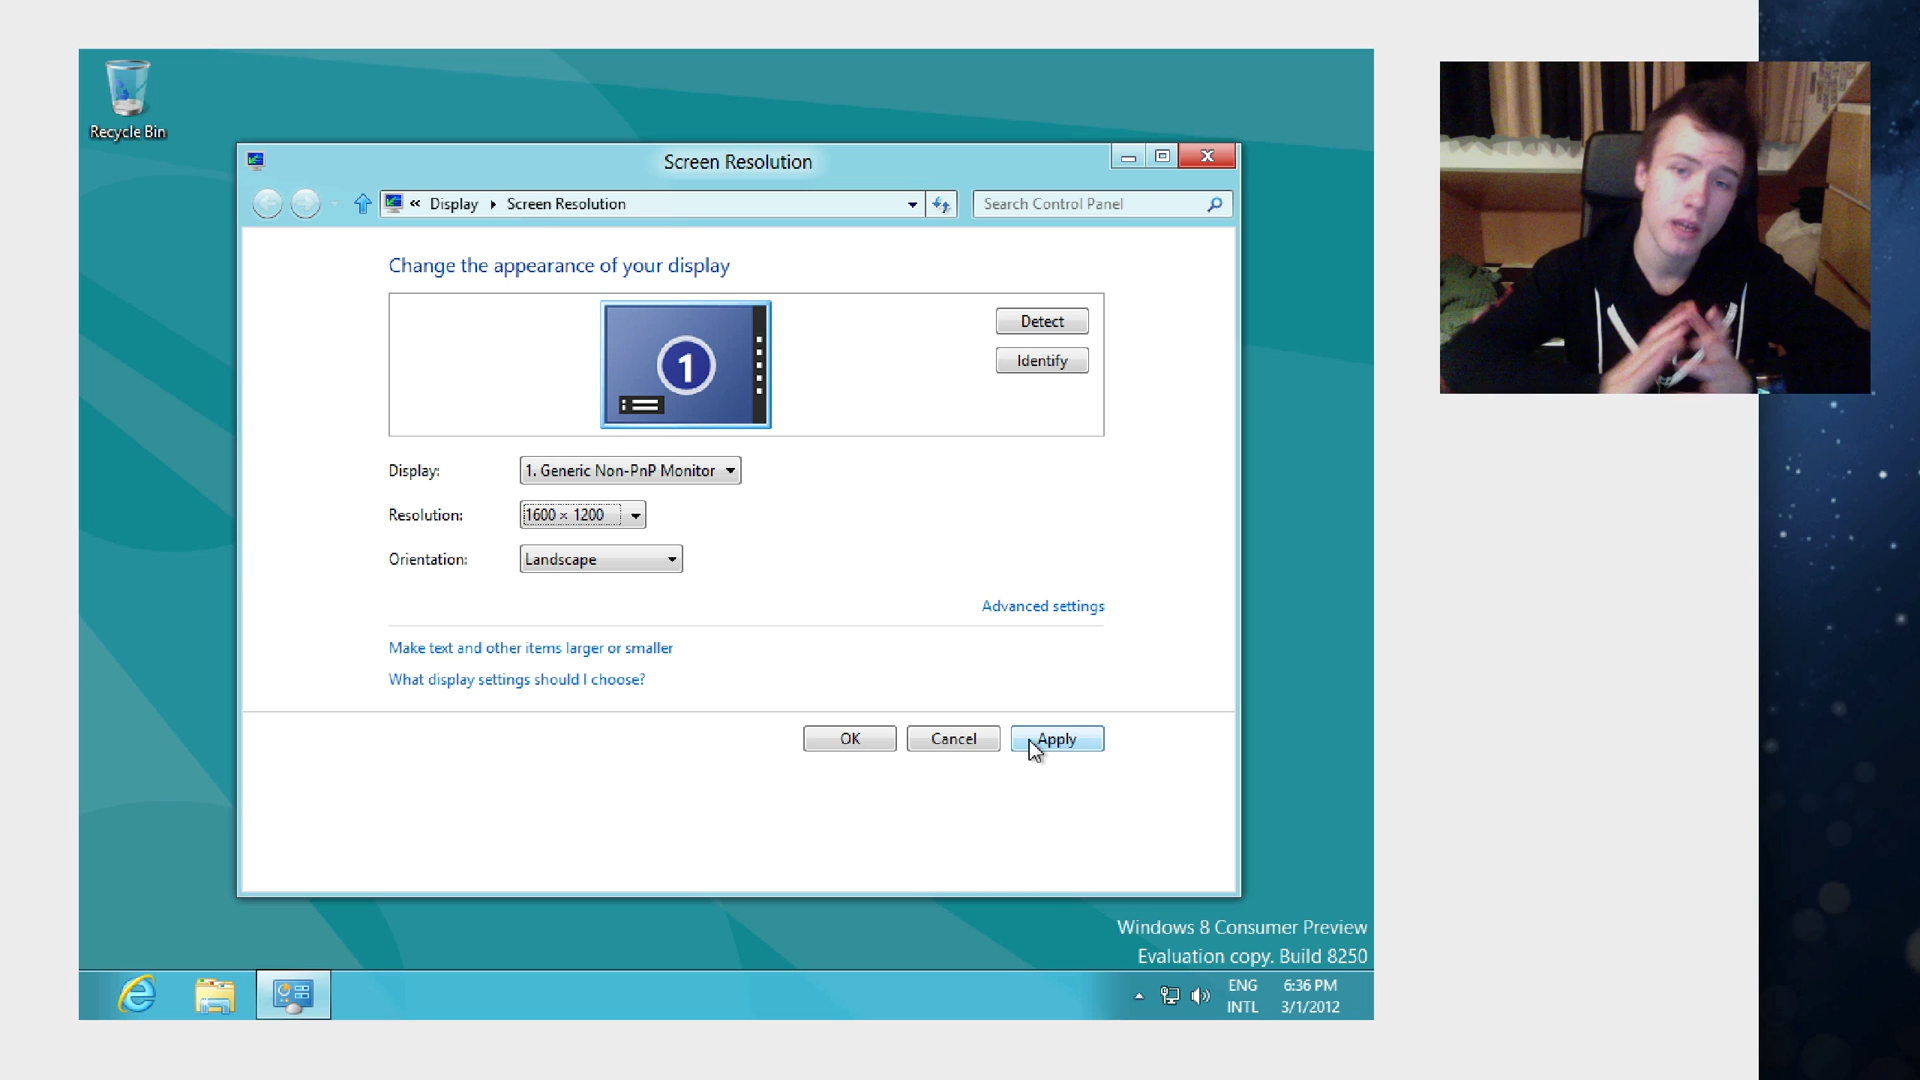 Recycle Bin
Screen Resolution
« Display ▸ Screen Resolution
Search Control Panel
Change the appearance of your display
1
Detect
Identify
Display: 1. Generic Non-PnP Monitor
Resolution: 1600 × 1200
Orientation: Landscape
Advanced settings
Make text and other items larger or smaller
What display settings should I choose?
OK Cancel Apply
Windows 8 Consumer Preview
Evaluation copy. Build 8250
ENG 6:36 PM
INTL 3/1/2012